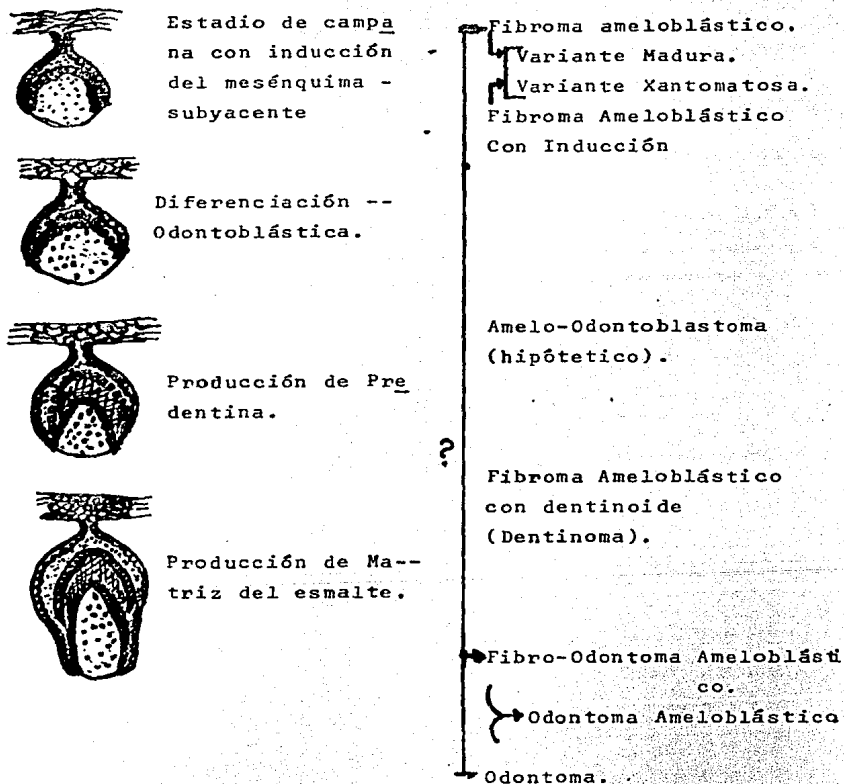 Estadio de campa
na con inducción
del mesénquima -
subyacente
Diferenciación --
Odontoblástica.
Producción de Pre
dentina.
Producción de Ma--
triz del esmalte.
Fibroma ameloblástico.
Variante Madura.
Variante Xantomatosa.
Fibroma Ameloblástico
Con Inducción
Amelo-Odontoblastoma
(hipôtetico).
?
Fibroma Ameloblástico
con dentinoide
(Dentinoma).
Fibro-Odontoma Ameloblásti
co.
Odontoma Ameloblástico
Odontoma.